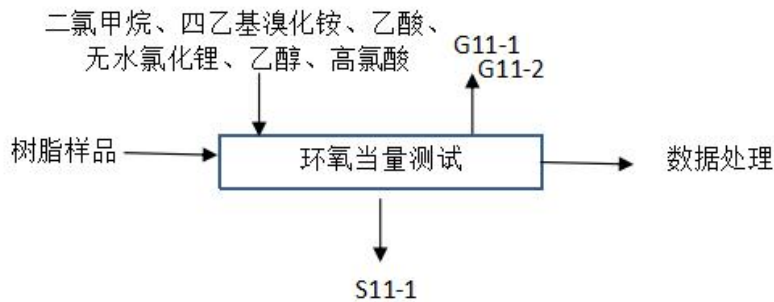 二氯甲烷、四乙基溴化铵、乙酸、
无水氯化锂、乙醇、高氯酸
G11-1
G11-2
树脂样品
环氧当量测试
数据处理
S11-1